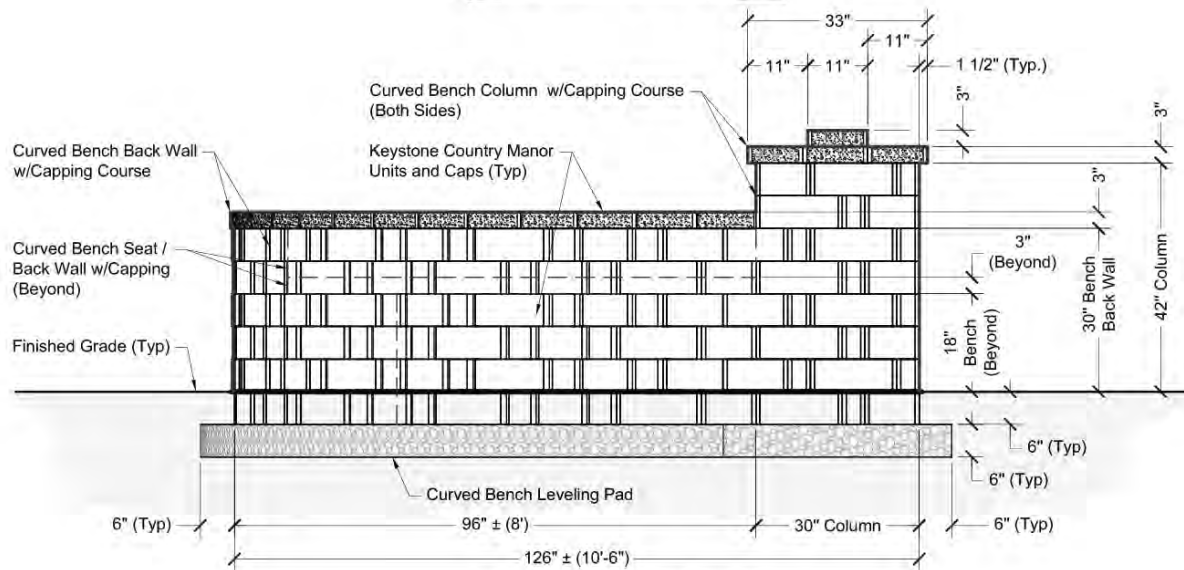 33"
11"
11"
11"
1 1/2" (Typ.)
Curved Bench Column w/Capping Course
(Both Sides)
3"
3"
Curved Bench Back Wall
w/Capping Course
Keystone Country Manor
Units and Caps (Typ)
3"
Curved Bench Seat /
Back Wall w/Capping
(Beyond)
3"
(Beyond)
30" Bench
Back Wall
42" Column
18"
Bench
(Beyond)
Finished Grade (Typ)
6" (Typ)
6" (Typ)
Curved Bench Leveling Pad
6" (Typ)
96" ± (8')
30" Column
6" (Typ)
126" ± (10'-6")